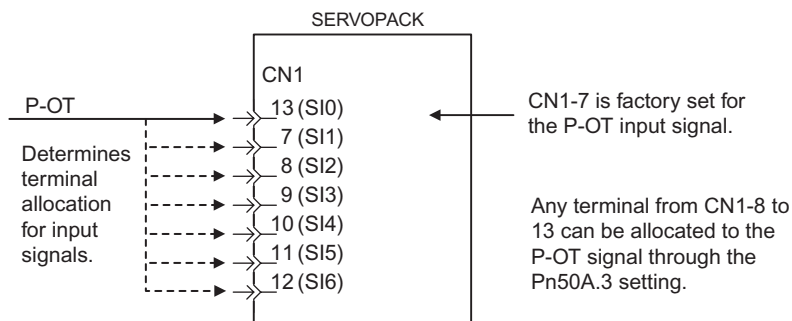 SERVOPACK
CN1
P-OT
13 (SI0)
7 (SI1)
8 (SI2)
9 (SI3)
10 (SI4)
11 (SI5)
12 (SI6)
Determines
terminal
allocation
for input
signals.
CN1-7 is factory set for
the P-OT input signal.
Any terminal from CN1-8 to
13 can be allocated to the
P-OT signal through the
Pn50A.3 setting.